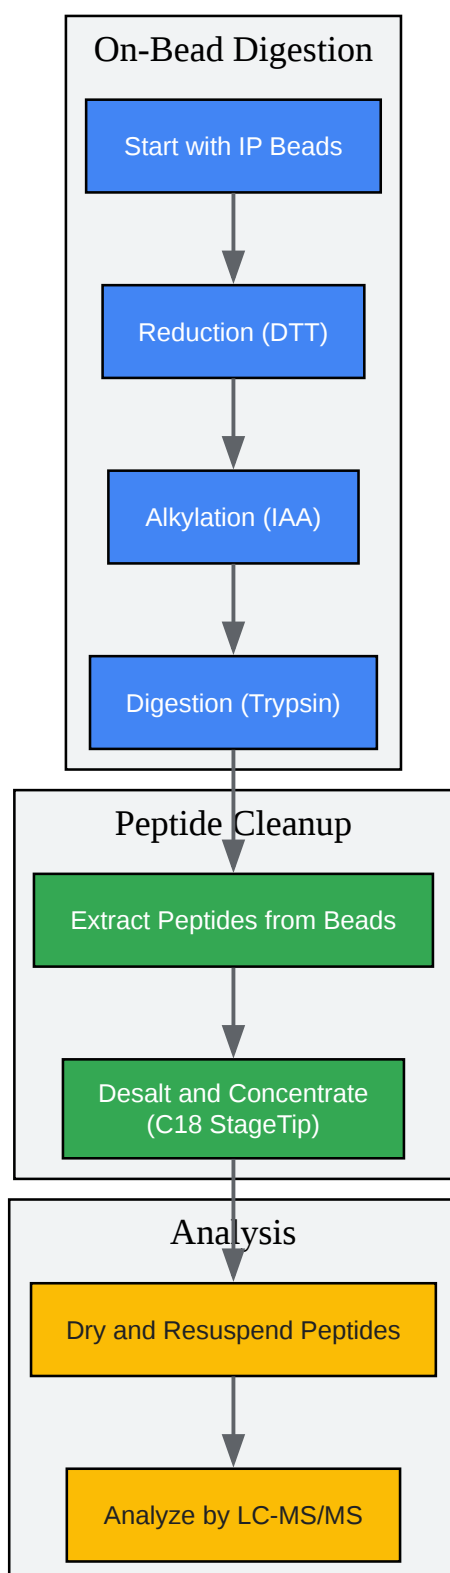 On-Bead Digestion
Start with IP Beads
Reduction (DTT)
Alkylation (IAA)
Digestion (Trypsin)
Peptide Cleanup
Extract Peptides from Beads
Desalt and Concentrate
(C18 StageTip)
Analysis
Dry and Resuspend Peptides
Analyze by LC-MS/MS